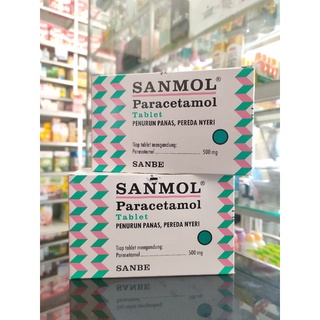 SANMOL®
Paracetamol
Tablet
PENURUN PANAS, PEREDA NYERI
Tiap tablet mengandung:
Parasetamol ............ 500 mg
SANBE
SANMOL®
Paracetamol
Tablet
PENURUN PANAS, PEREDA NYERI
Tiap tablet mengandung:
Paracetamol ............ 500 mg
SANBE